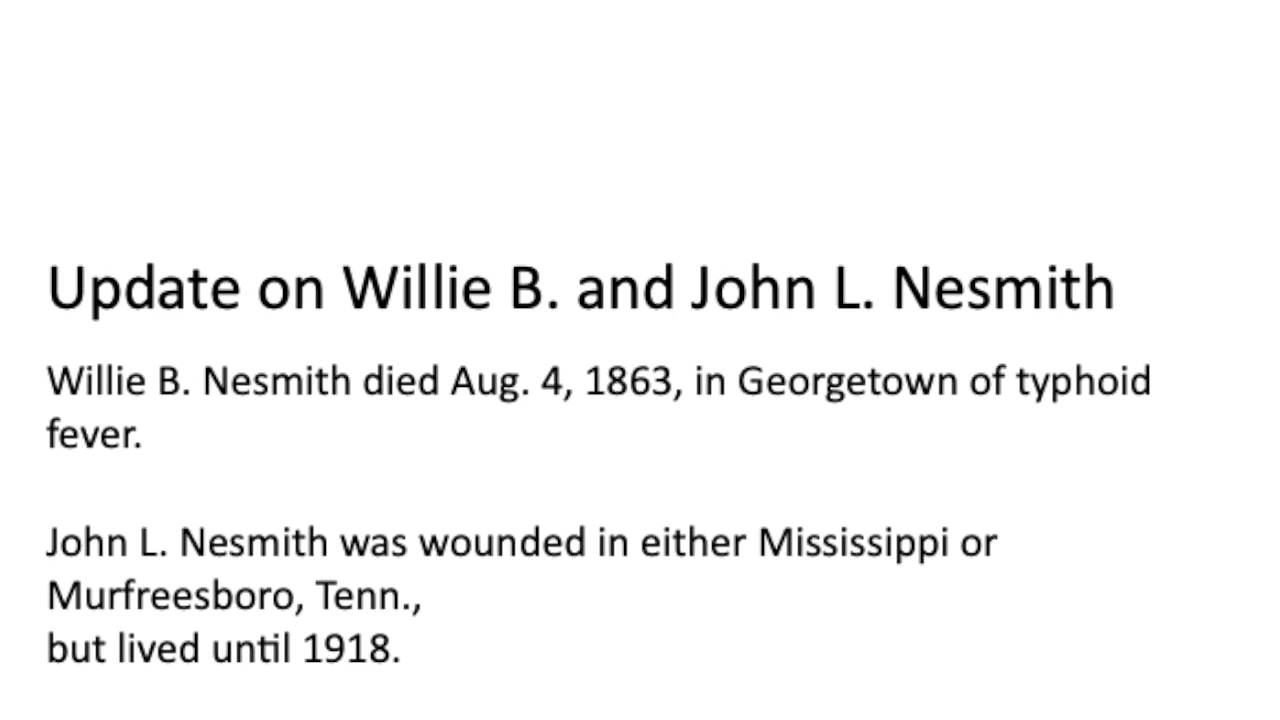 Update on Willie B. and John L. Nesmith
Willie B. Nesmith died Aug. 4, 1863, in Georgetown of typhoid
fever.
John L. Nesmith was wounded in either Mississippi or
Murfreesboro, Tenn.,
but lived until 1918.